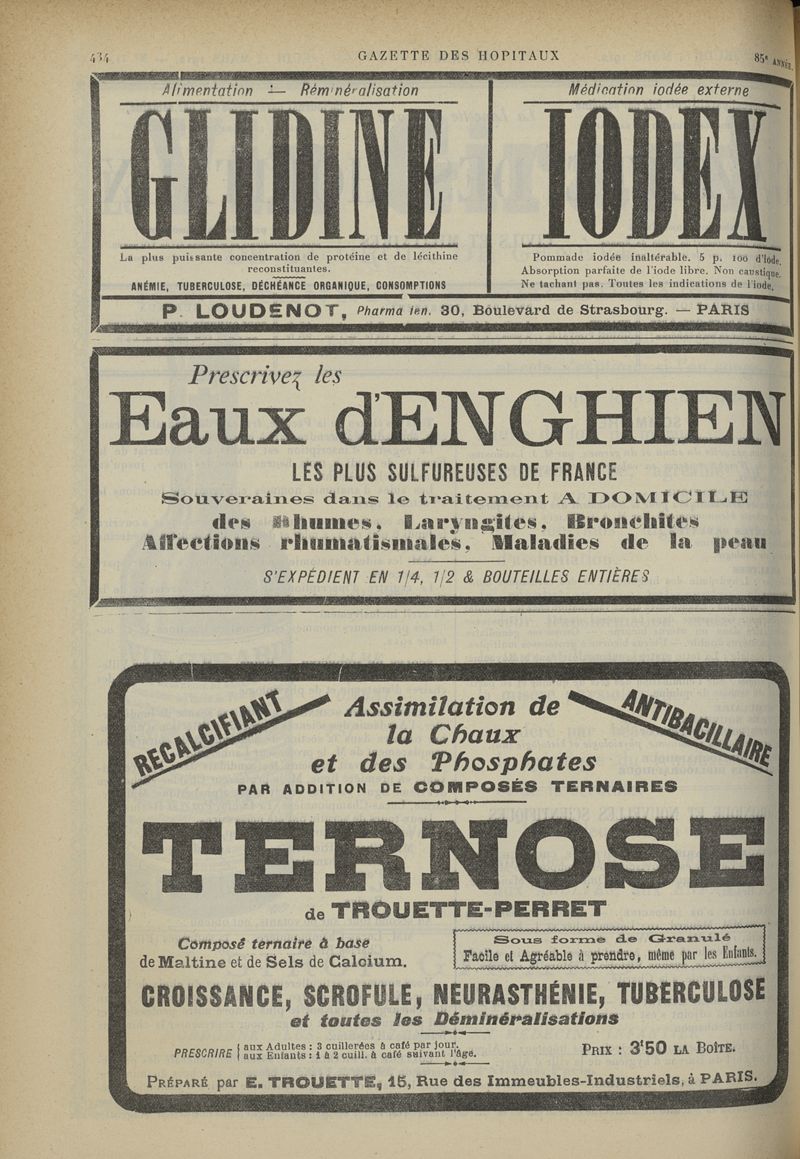 434
GAZETTE DES HOPITAUX
85e ANNÉE.
Alimentation — Reminéralisation
GLIDINE
La plus puissante concentration de protéine et de lécithine
reconstituantes.
ANÉMIE, TUBERCULOSE, DÉCHÉANCE ORGANIQUE, CONSOMPTIONS
Médication iodée externe
IODEX
Pommade iodée inaltérable. 5 p. 100 d'iode.
Absorption parfaite de l'iode libre. Non caustique.
Ne tachant pas. Toutes les indications de l'iode.
P. LOUDENOT, Pharmacien. 30, Boulevard de Strasbourg. — PARIS
Prescrivez les
Eaux d'ENGHIEN
LES PLUS SULFUREUSES DE FRANCE
Souveraines dans le traitement A DOMICILE
des Rhumes, Laryngites, Bronchites
Affections rhumatismales, Maladies de la peau
S'EXPÉDIENT EN 1/4, 1/2 & BOUTEILLES ENTIÈRES
RECALCIFIANT
Assimilation de
la Chaux
et des Phosphates
ANTIBACILLAIRE
PAR ADDITION DE COMPOSÉS TERNAIRES
TERNOSE
de TROUETTE-PERRET
Composé ternaire à base
de Maltine et de Sels de Calcium.
Sous forme de Granulé
Facile et Agréable à prendre, même par les Enfants.
CROISSANCE, SCROFULE, NEURASTHÉNIE, TUBERCULOSE
et toutes les Déminéralisations
PRESCRIRE
aux Adultes : 3 cuillerées à café par jour.
aux Enfants : 1 à 2 cuill. à café suivant l'âge.
PRIX : 3f50 LA BOÎTE.
PRÉPARÉ par E. TROUETTE, 15, Rue des Immeubles-Industriels, à PARIS.